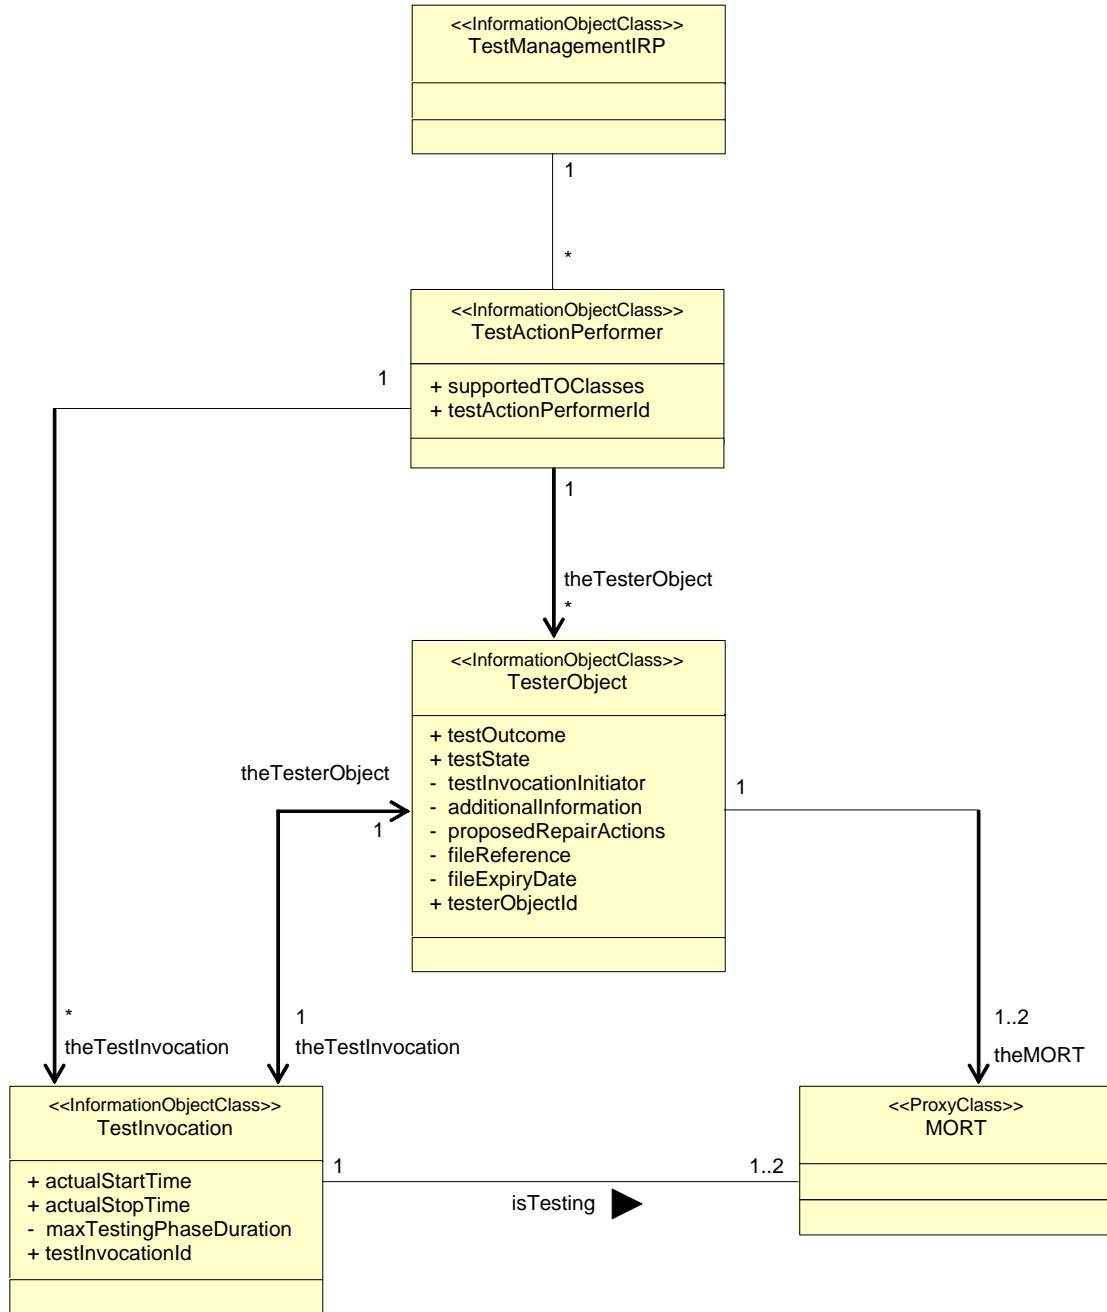 <<InformationObjectClass>>
TestManagementIRP
1
*
<<InformationObjectClass>>
TestActionPerformer
+ supportedTOClasses
+ testActionPerformerId
1
1
theTesterObject
*
<<InformationObjectClass>>
TesterObject
+ testOutcome
+ testState
- testInvocationInitiator
- additionalInformation
- proposedRepairActions
- fileReference
- fileExpiryDate
+ testerObjectId
theTesterObject
1
1
*
theTestInvocation
1
theTestInvocation
1..2
theMORT
<<InformationObjectClass>>
TestInvocation
+ actualStartTime
+ actualStopTime
- maxTestingPhaseDuration
+ testInvocationId
1
isTesting
1..2
<<ProxyClass>>
MORT